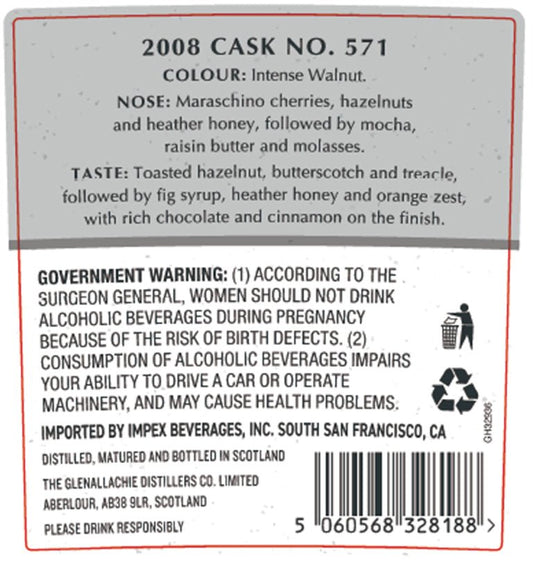 2008 CASK NO. 571
COLOUR: Intense Walnut.
NOSE: Maraschino cherries, hazelnuts
and heather honey, followed by mocha,
raisin butter and molasses.
TASTE: Toasted hazelnut, butterscotch and treacle,
followed by fig syrup, heather honey and orange zest,
with rich chocolate and cinnamon on the finish.
GOVERNMENT WARNING: (1) ACCORDING TO THE
SURGEON GENERAL, WOMEN SHOULD NOT DRINK
ALCOHOLIC BEVERAGES DURING PREGNANCY
BECAUSE OF THE RISK OF BIRTH DEFECTS. (2)
CONSUMPTION OF ALCOHOLIC BEVERAGES IMPAIRS
YOUR ABILITY TO DRIVE A CAR OR OPERATE
MACHINERY, AND MAY CAUSE HEALTH PROBLEMS.
IMPORTED BY IMPEX BEVERAGES, INC. SOUTH SAN FRANCISCO, CA
DISTILLED, MATURED AND BOTTLED IN SCOTLAND
THE GLENALLACHIE DISTILLERS CO. LIMITED
ABERLOUR, AB38 9LR, SCOTLAND
PLEASE DRINK RESPONSIBLY
GH32936
5 060568 328188 >